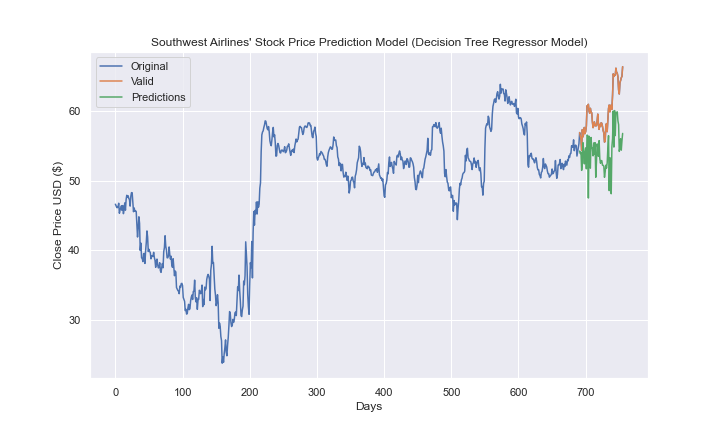 Southwest Airlines' Stock Price Prediction Model (Decision Tree Regressor Model)
Original
Valid
Predictions
60
50
40
30
Close Price USD ($)
0 100 200 300 400 500 600 700
Days